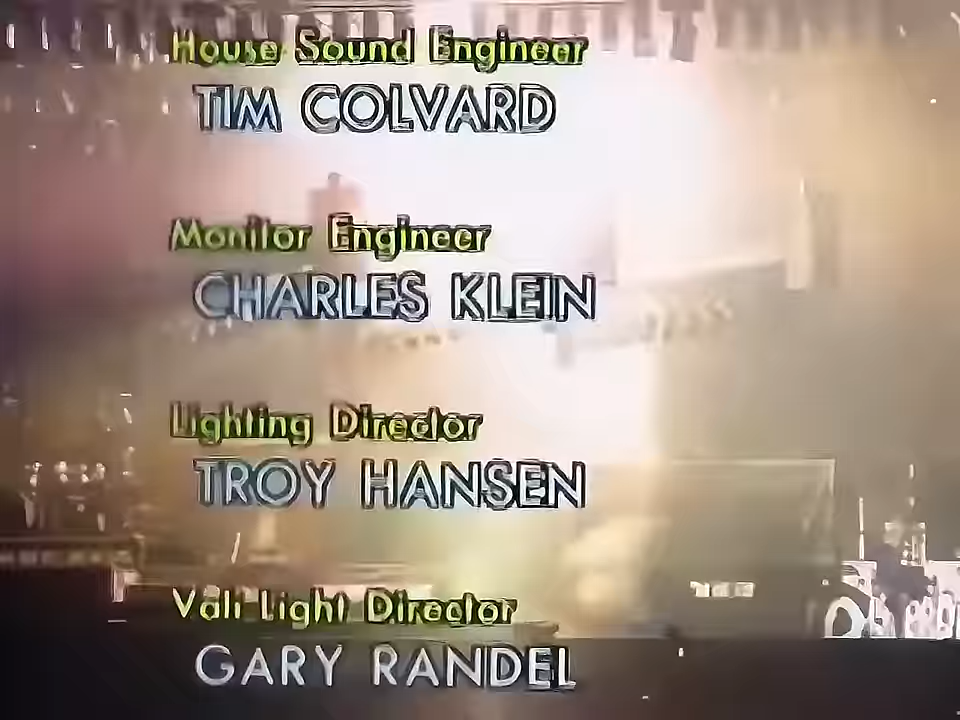 House Sound Engineer
TIM COLVARD
Monitor Engineer
CHARLES KLEIN
Lighting Director
TROY HANSEN
Vari-Light Director
GARY RANDEL